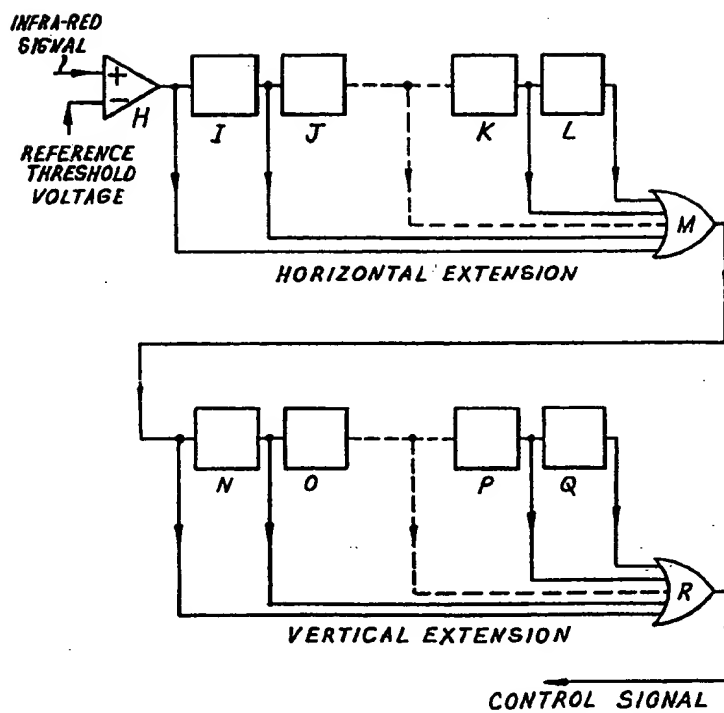 INFRA-RED
SIGNAL
+
−
H
REFERENCE
THRESHOLD
VOLTAGE
I
J
K
L
M
HORIZONTAL EXTENSION
N
O
P
Q
R
VERTICAL EXTENSION
CONTROL SIGNAL